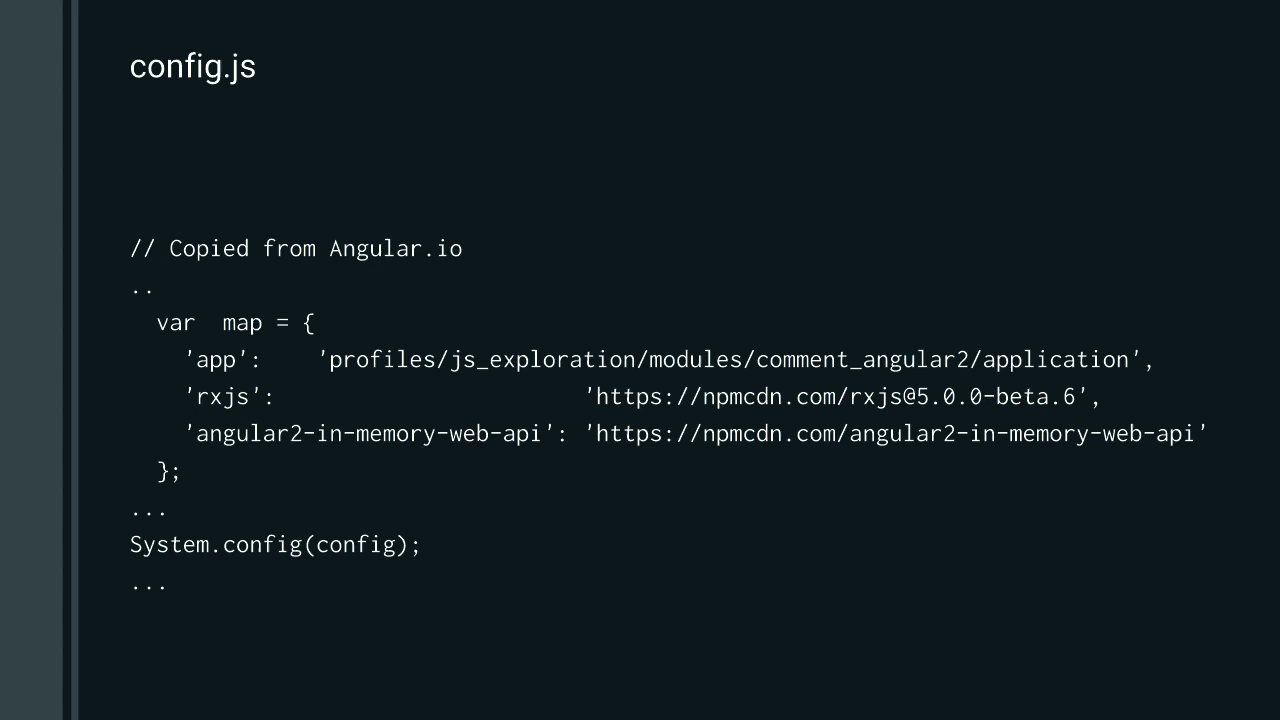 config.js
// Copied from Angular.io
..
  var  map = {
    'app':    'profiles/js_exploration/modules/comment_angular2/application',
    'rxjs':                       'https://npmcdn.com/rxjs@5.0.0-beta.6',
    'angular2-in-memory-web-api': 'https://npmcdn.com/angular2-in-memory-web-api'
  };
...
System.config(config);
...